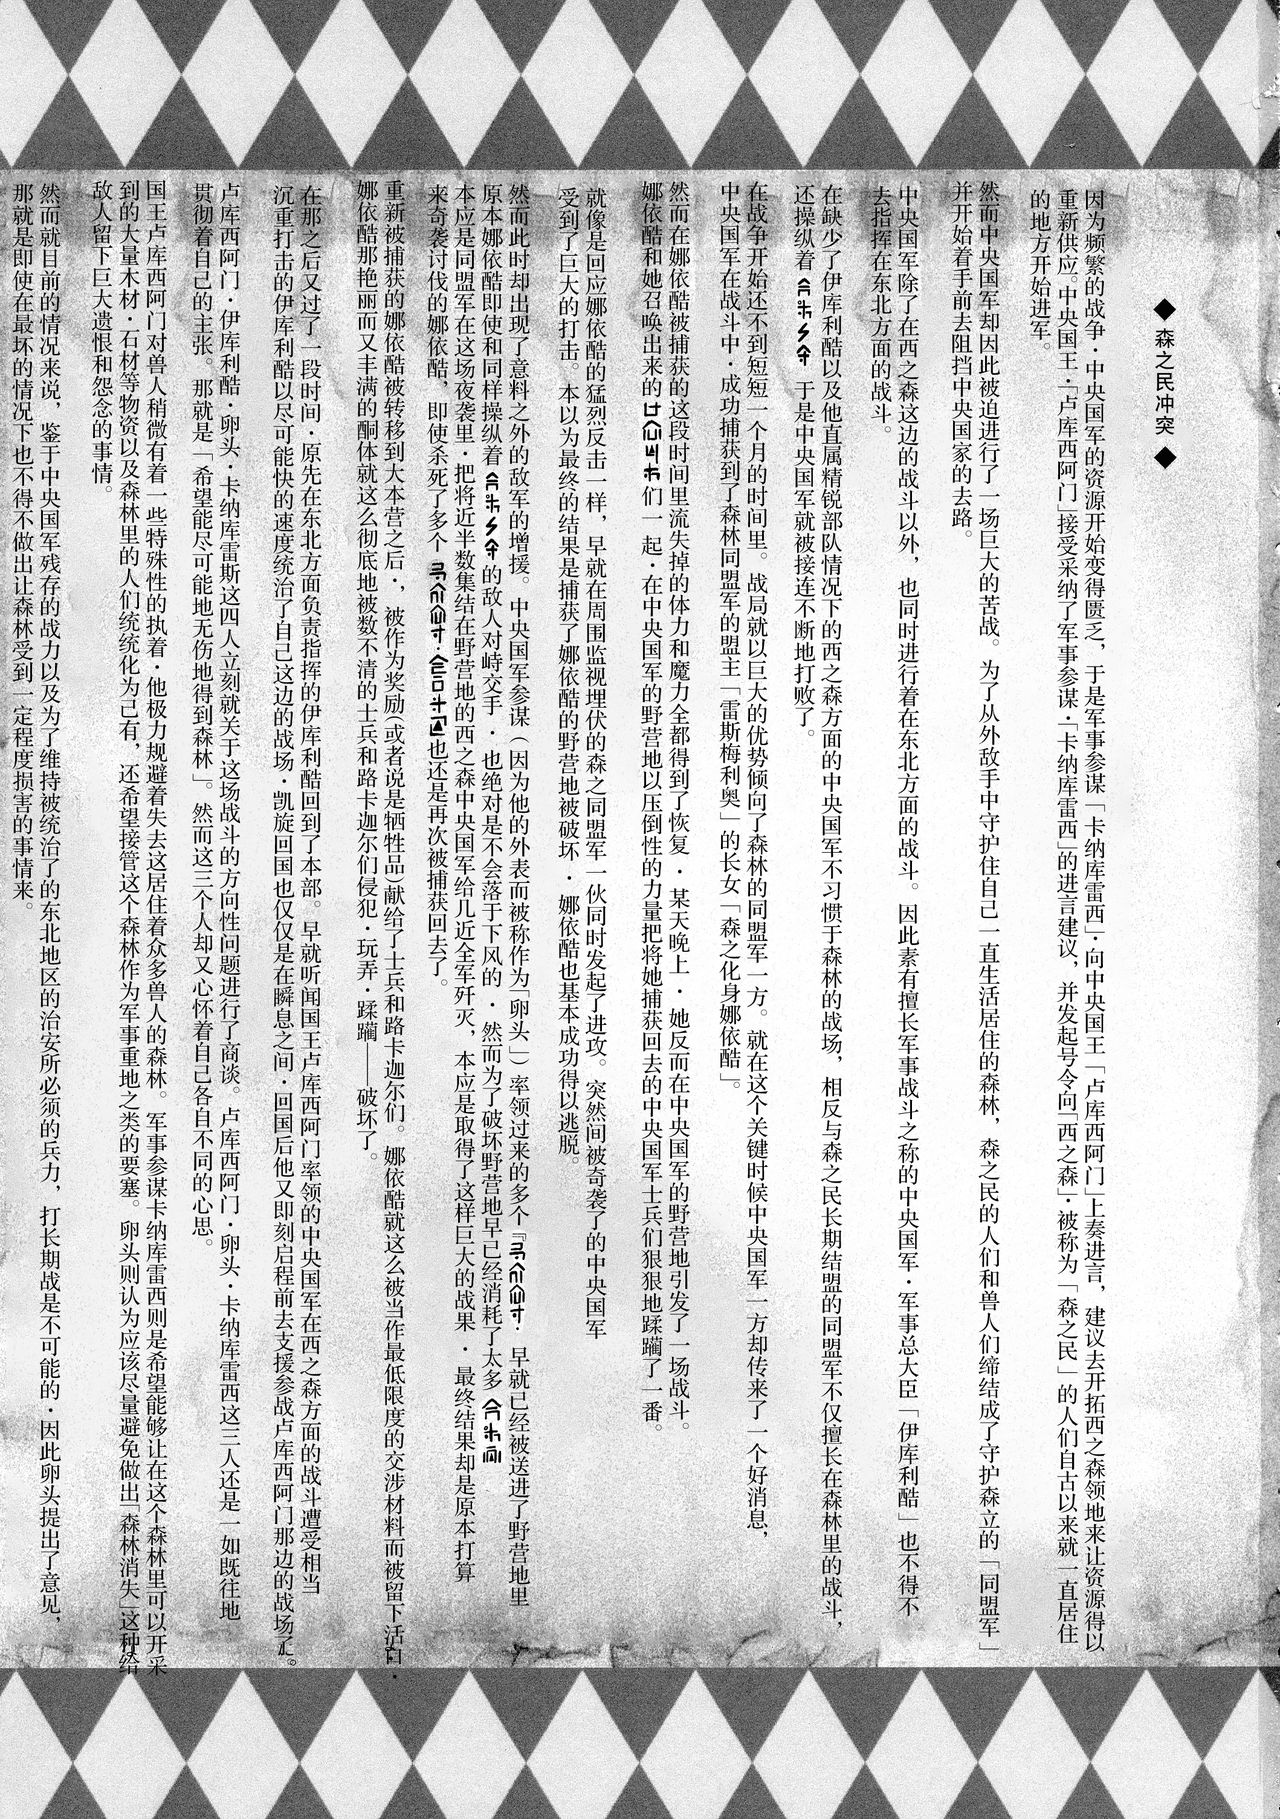 ◆ 森之民冲突 ◆
因为频繁的战争·中央国军的资源开始变得匮乏，于是军事参谋「卡纳库雷西」·向中央国王「卢库西阿门」上奏进言，建议去开拓西之森领地来让资源得以
重新供应。中央国王·「卢库西阿门」接受采纳了军事参谋·「卡纳库雷西」的进言建议，并发起号令向「西之森」·被称为「森之民」的人们自古以来就一直居住
的地方开始进军。
然而中央国军却因此被迫进行了一场巨大的苦战。为了从外敌手中守护住自己一直生活居住的森林，森之民的人们和兽人们缔结成了守护森立的「同盟军」
并开始着手前去阻挡中央国家的去路。
中央国军除了在西之森这边的战斗以外，也同时进行着在东北方面的战斗。因此素有擅长军事战斗之称的中央国军·军事总大臣「伊库利酷」也不得不
去指挥在东北方面的战斗。
在缺少了伊库利酷以及他直属精锐部队情况下的西之森方面的中央国军不习惯于森林的战场，相反与森之民长期结盟的同盟军不仅擅长在森林里的战斗，
还操纵着 于是中央国军就被接连不断地打败了。
在战争开始还不到短短一个月的时间里。战局就以巨大的优势倾向了森林的同盟军一方。就在这个关键时候中央国军一方却传来了一个好消息，
中央国军在战斗中·成功捕获到了森林同盟军的盟主「雷斯梅利奥」的长女「森之化身娜依酷」。
然而在娜依酷被捕获的这段时间里流失掉的体力和魔力全都得到了恢复·某天晚上·她反而在中央国军的野营地引发了一场战斗。
娜依酷和她召唤出来的 们一起·在中央国军的野营地以压倒性的力量把将她捕获回去的中央国军士兵们狠狠地蹂躏了一番。
就像是回应娜依酷的猛烈反击一样，早就在周围监视埋伏的森之同盟军一伙同时发起了进攻。突然间被奇袭了的中央国军
受到了巨大的打击。本以为最终的结果是捕获了娜依酷的野营地被破坏·娜依酷也基本成功得以逃脱。
然而此时却出现了意料之外的敌军的增援。中央国军参谋（因为他的外表而被称作为「卵头」）率领过来的多个『 · 早就已经被送进了野营地里
原本娜依酷即使和同样操纵着 的敌人对峙交手·也绝对是不会落于下风的·然而为了破坏野营地早已经消耗了太多
本应是同盟军在这场夜袭里·把将近半数集结在野营地的西之森中央国军给几近全军歼灭，本应是取得了这样巨大的战果·最终结果却是原本打算
来奇袭讨伐的娜依酷，即使杀死了多个 · 也还是再次被捕获回去了。
重新被捕获的娜依酷被转移到大本营之后·，被作为奖励（或者说是牺牲品）献给了士兵和路卡迦尔们。娜依酷就这么被当作最低限度的交涉材料而被留下活口·
娜依酷那艳丽而又丰满的酮体就这么彻底地被数不清的士兵和路卡迦尔们侵犯·玩弄·蹂躏——破坏了。
在那之后又过了一段时间·原先在东北方面负责指挥的伊库利酷回到了本部。早就听闻国王卢库西阿门率领的中央国军在西之森方面的战斗遭受相当
沉重打击的伊库利酷以尽可能快的速度统治了自己这边的战场·凯旋回国也仅仅是在瞬息之间·回国后他又即刻启程前去支援参战卢库西阿门那边的战场了。
卢库西阿门·伊库利酷·卵头·卡纳库雷斯这四人立刻就关于这场战斗的方向性问题进行了商谈。卢库西阿门·卵头·卡纳库雷西这三人还是一如既往地
贯彻着自己的主张。那就是「希望能尽可能地无伤地得到森林」。然而这三个人却又心怀着自己各自不同的心思。
国王卢库西阿门对兽人稍微有着一些特殊性的执着·他极力规避着失去这居住着众多兽人的森林。军事参谋卡纳库雷西则是希望能够让在这个森林里可以开采
到的大量木材·石材等物资以及森林里的人们统统化为己有，还希望接管这个森林作为军事重地之类的要塞。卵头则认为应该尽量避免做出「森林消失」这种给
敌人留下巨大遗恨和怨念的事情。
然而就目前的情况来说，鉴于中央国军残存的战力以及为了维持被统治了的东北地区的治安所必须的兵力，打长期战是不可能的·因此卵头提出了意见，
那就是即使在最坏的情况下也不得不做出让森林受到一定程度损害的事情来。